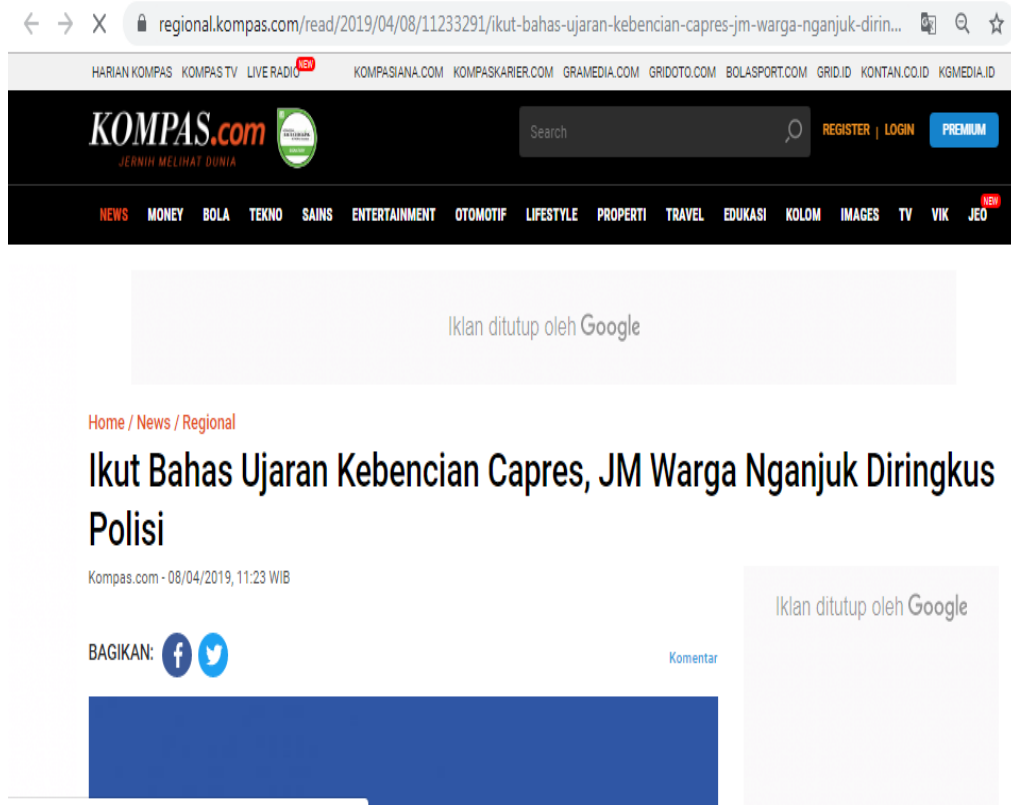 regional.kompas.com/read/2019/04/08/11233291/ikut-bahas-ujaran-kebencian-capres-jm-warga-nganjuk-dirin...
HARIAN KOMPAS KOMPAS TV LIVE RADIO NEW KOMPASIANA.COM KOMPASKARIER.COM GRAMEDIA.COM GRIDOTO.COM BOLASPORT.COM GRID.ID KONTAN.CO.ID KGMEDIA.ID
KOMPAS.com
JERNIH MELIHAT DUNIA
Search
REGISTER | LOGIN
PREMIUM
NEWS MONEY BOLA TEKNO SAINS ENTERTAINMENT OTOMOTIF LIFESTYLE PROPERTI TRAVEL EDUKASI KOLOM IMAGES TV VIK JEO NEW
Iklan ditutup oleh Google
Home / News / Regional
Ikut Bahas Ujaran Kebencian Capres, JM Warga Nganjuk Diringkus
Polisi
Kompas.com - 08/04/2019, 11:23 WIB
Iklan ditutup oleh Google
BAGIKAN:
Komentar